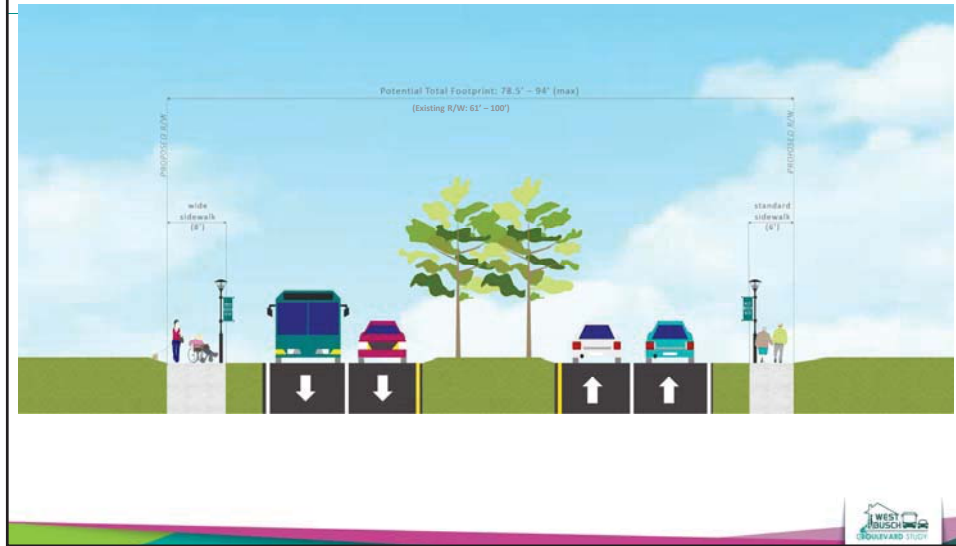 Potential Total Footprint: 78.5' – 94' (max)
(Existing R/W: 61' – 100')
PROPOSED R/W
PROPOSED R/W
wide
sidewalk
(8')
standard
sidewalk
(6')
WEST
BUSCH
BOULEVARD STUDY